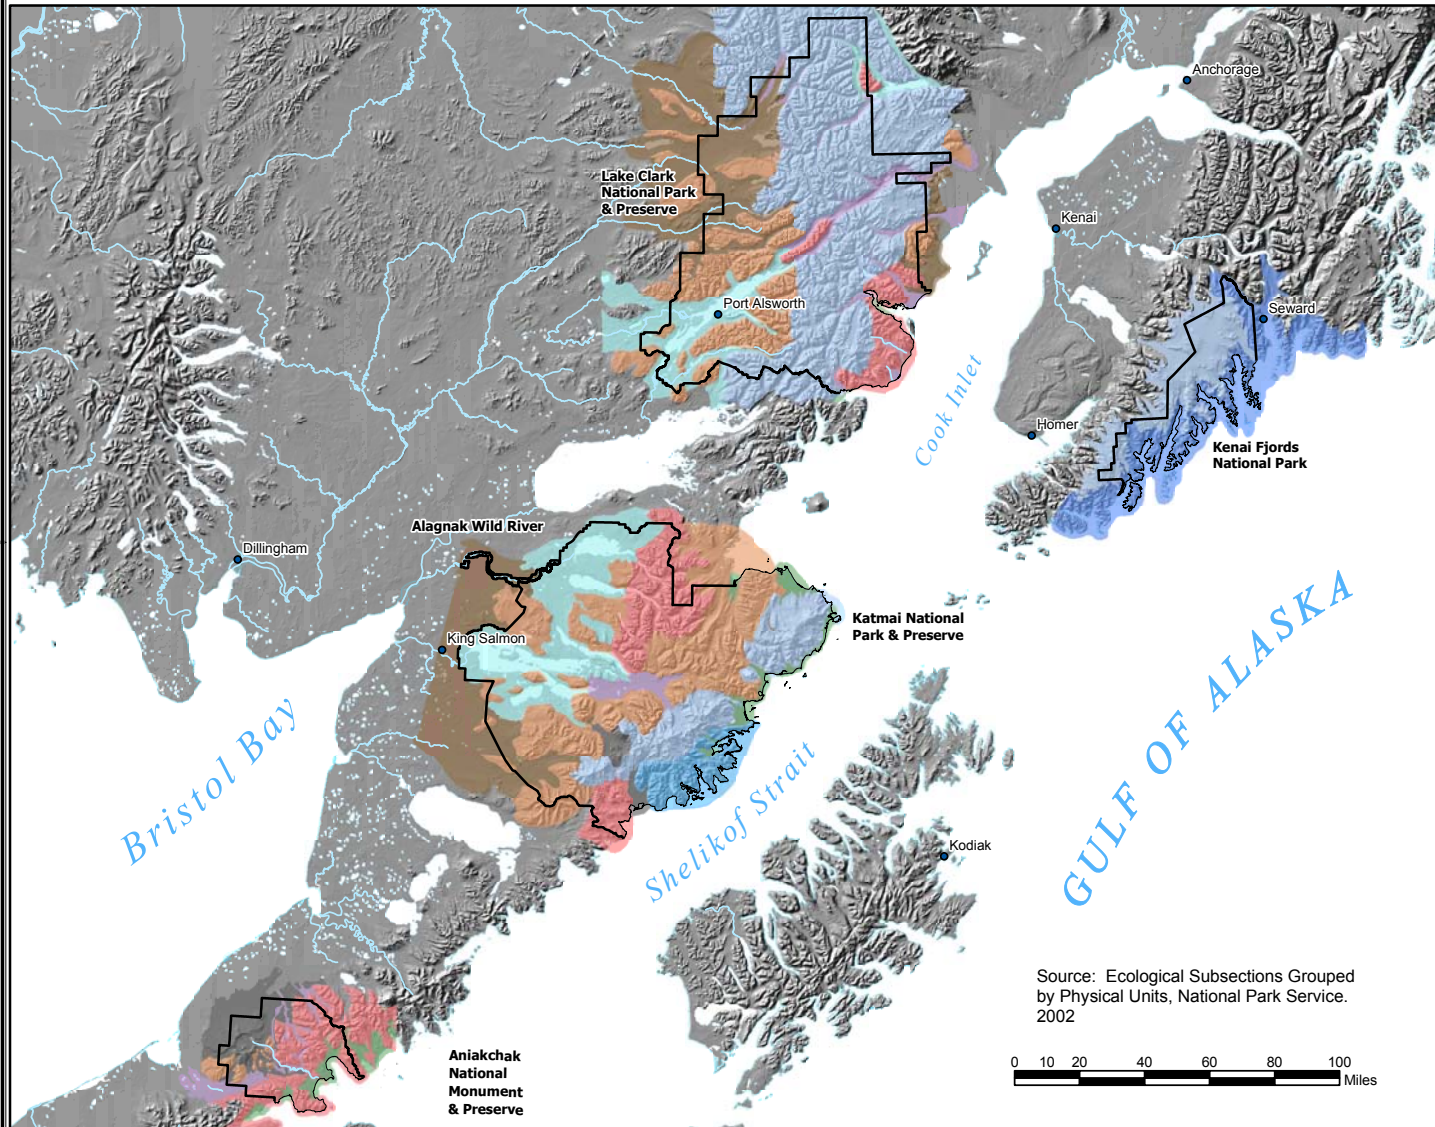 Anchorage
Lake Clark
National Park
& Preserve
Kenai
Port Alsworth
Seward
Cook Inlet
Homer
Kenai Fjords
National Park
Alagnak Wild River
Dillingham
King Salmon
Katmai National
Park & Preserve
Bristol Bay
Shelikof Strait
GULF OF ALASKA
Kodiak
Source: Ecological Subsections Grouped
by Physical Units, National Park Service.
2002
Aniakchak
National
Monument
& Preserve
0 10 20 40 60 80 100
Miles